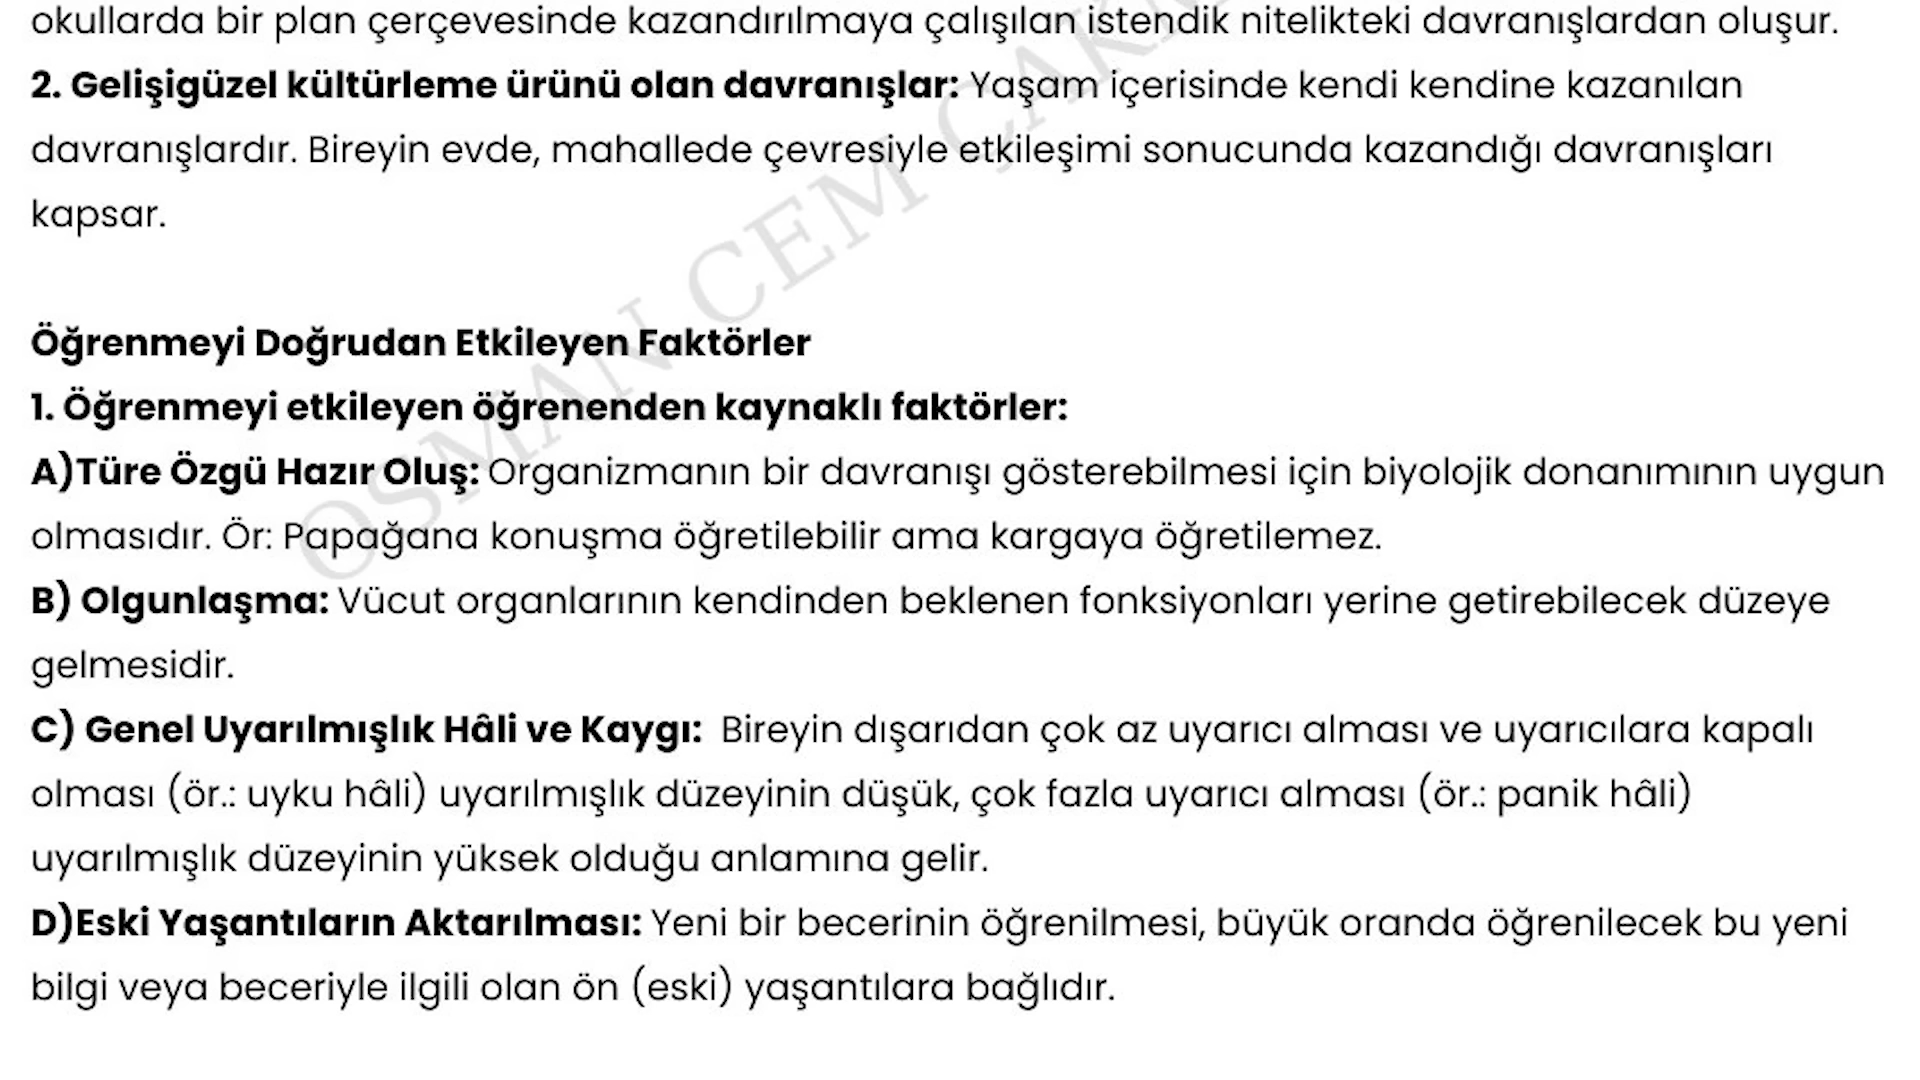 okullarda bir plan çerçevesinde kazandırılmaya çalışılan istendik nitelikteki davranışlardan oluşur.
2. Gelişigüzel kültürleme ürünü olan davranışlar: Yaşam içerisinde kendi kendine kazanılan
davranışlardır. Bireyin evde, mahallede çevresiyle etkileşimi sonucunda kazandığı davranışları
kapsar.
Öğrenmeyi Doğrudan Etkileyen Faktörler
1. Öğrenmeyi etkileyen öğrenenden kaynaklı faktörler:
A)Türe Özgü Hazır Oluş: Organizmanın bir davranışı gösterebilmesi için biyolojik donanımının uygun
olmasıdır. Ör: Papağana konuşma öğretilebilir ama kargaya öğretilemez.
B) Olgunlaşma: Vücut organlarının kendinden beklenen fonksiyonları yerine getirebilecek düzeye
gelmesidir.
C) Genel Uyarılmışlık Hâli ve Kaygı: Bireyin dışarıdan çok az uyarıcı alması ve uyarıcılara kapalı
olması (ör.: uyku hâli) uyarılmışlık düzeyinin düşük, çok fazla uyarıcı alması (ör.: panik hâli)
uyarılmışlık düzeyinin yüksek olduğu anlamına gelir.
D)Eski Yaşantıların Aktarılması: Yeni bir becerinin öğrenilmesi, büyük oranda öğrenilecek bu yeni
bilgi veya beceriyle ilgili olan ön (eski) yaşantılara bağlıdır.
OSMAN CEM